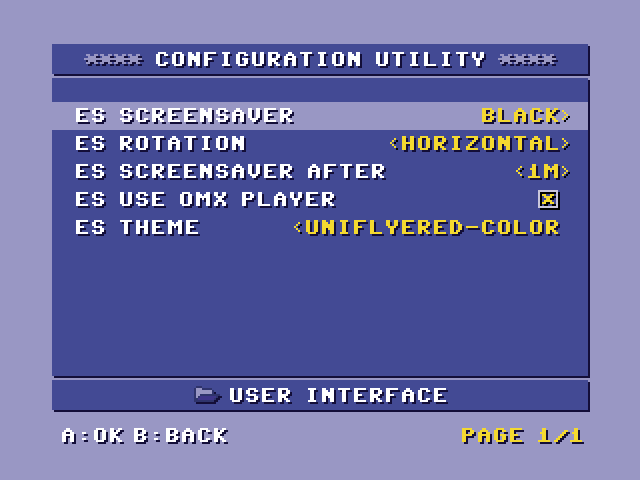 **** CONFIGURATION UTILITY ****
ES SCREENSAVER BLACK>
ES ROTATION <HORIZONTAL>
ES SCREENSAVER AFTER <1M>
ES USE OMX PLAYER
ES THEME <UNIFLYERED-COLOR
USER INTERFACE
A:OK B:BACK PAGE 1/1